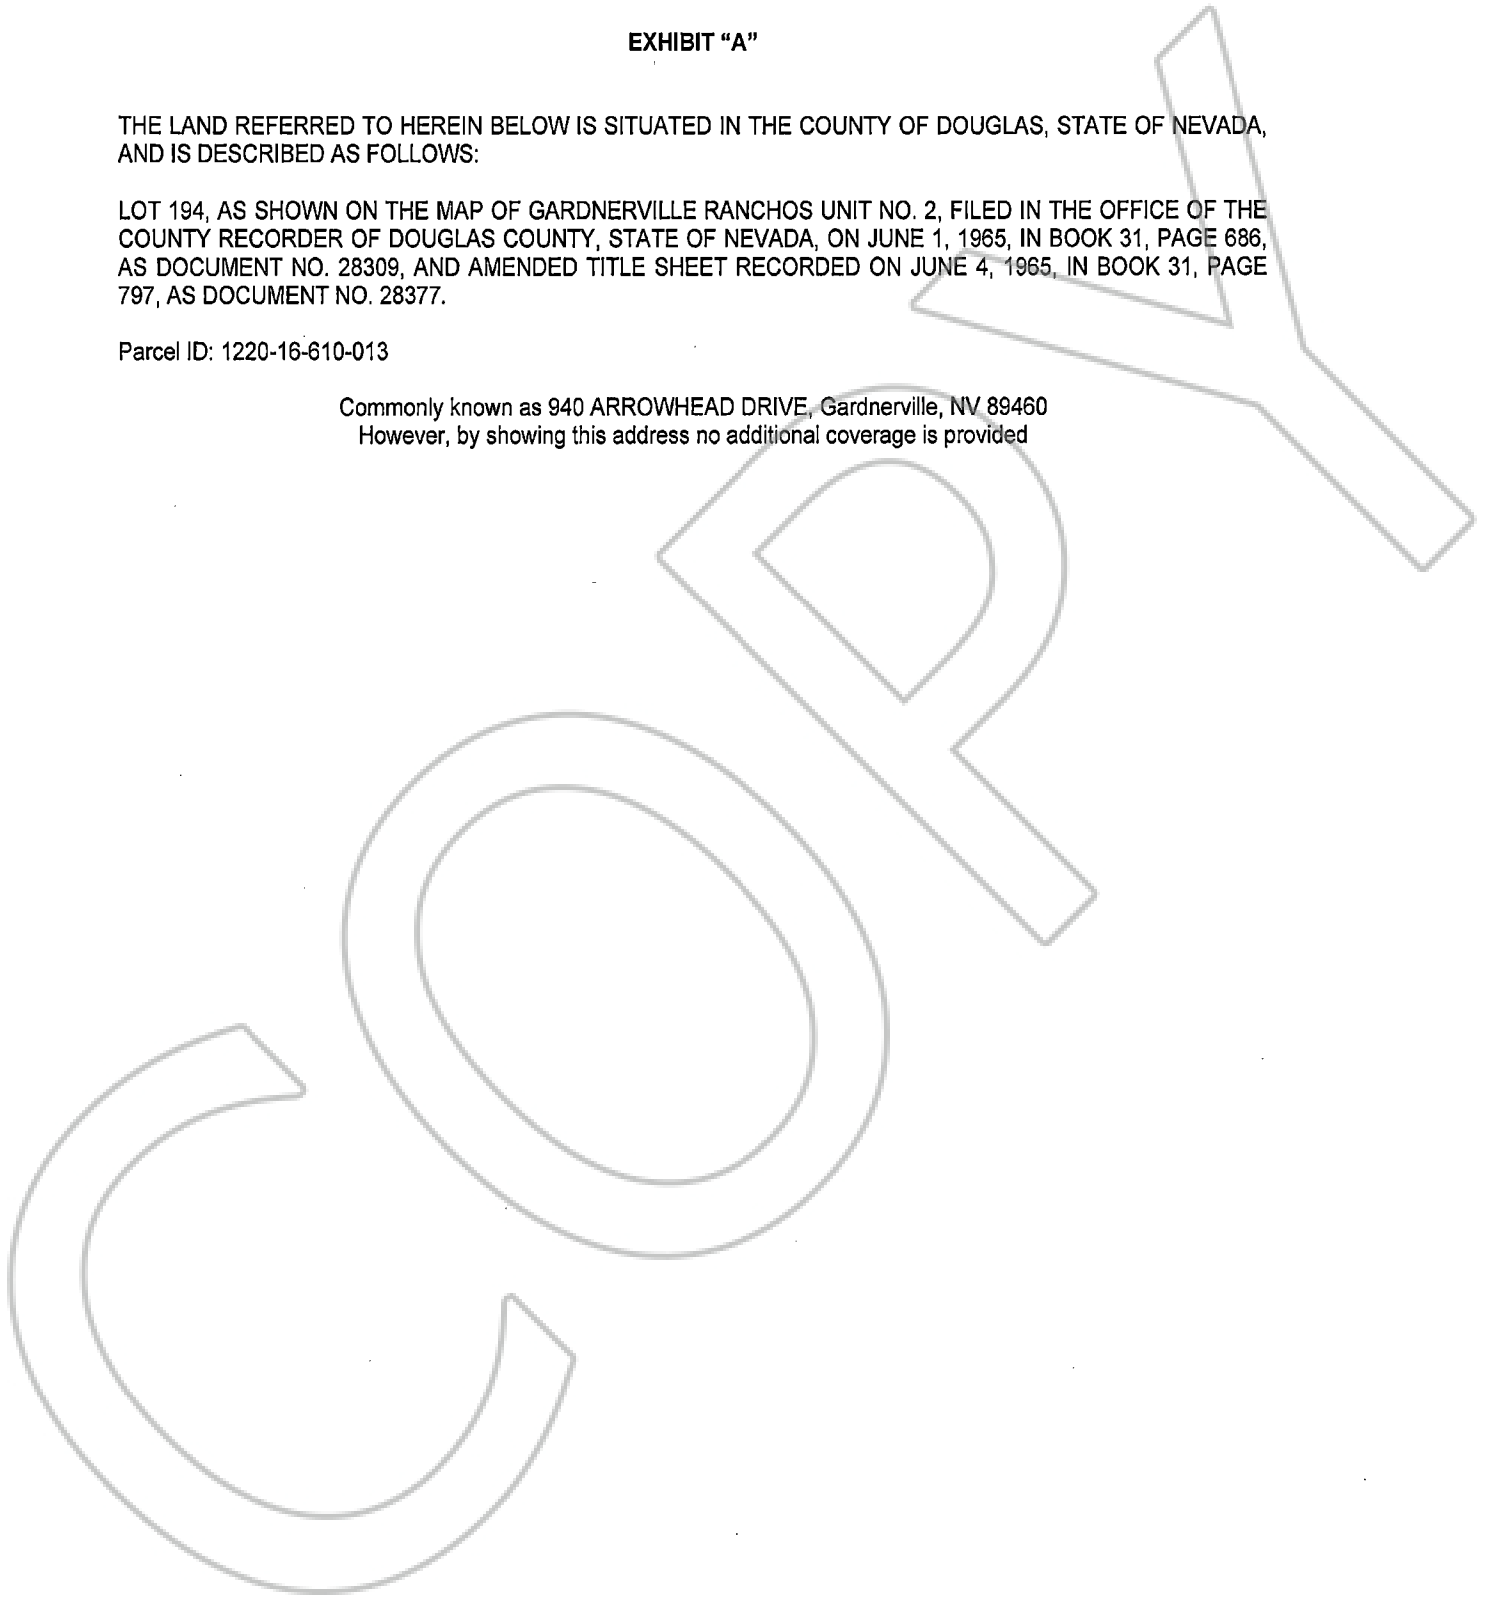 EXHIBIT “A”
THE LAND REFERRED TO HEREIN BELOW IS SITUATED IN THE COUNTY OF DOUGLAS, STATE OF NEVADA,
AND IS DESCRIBED AS FOLLOWS:
LOT 194, AS SHOWN ON THE MAP OF GARDNERVILLE RANCHOS UNIT NO. 2, FILED IN THE OFFICE OF THE
COUNTY RECORDER OF DOUGLAS COUNTY, STATE OF NEVADA, ON JUNE 1, 1965, IN BOOK 31, PAGE 686,
AS DOCUMENT NO. 28309, AND AMENDED TITLE SHEET RECORDED ON JUNE 4, 1965, IN BOOK 31, PAGE
797, AS DOCUMENT NO. 28377.
Parcel ID: 1220-16-610-013
Commonly known as 940 ARROWHEAD DRIVE, Gardnerville, NV 89460
However, by showing this address no additional coverage is provided
COPY